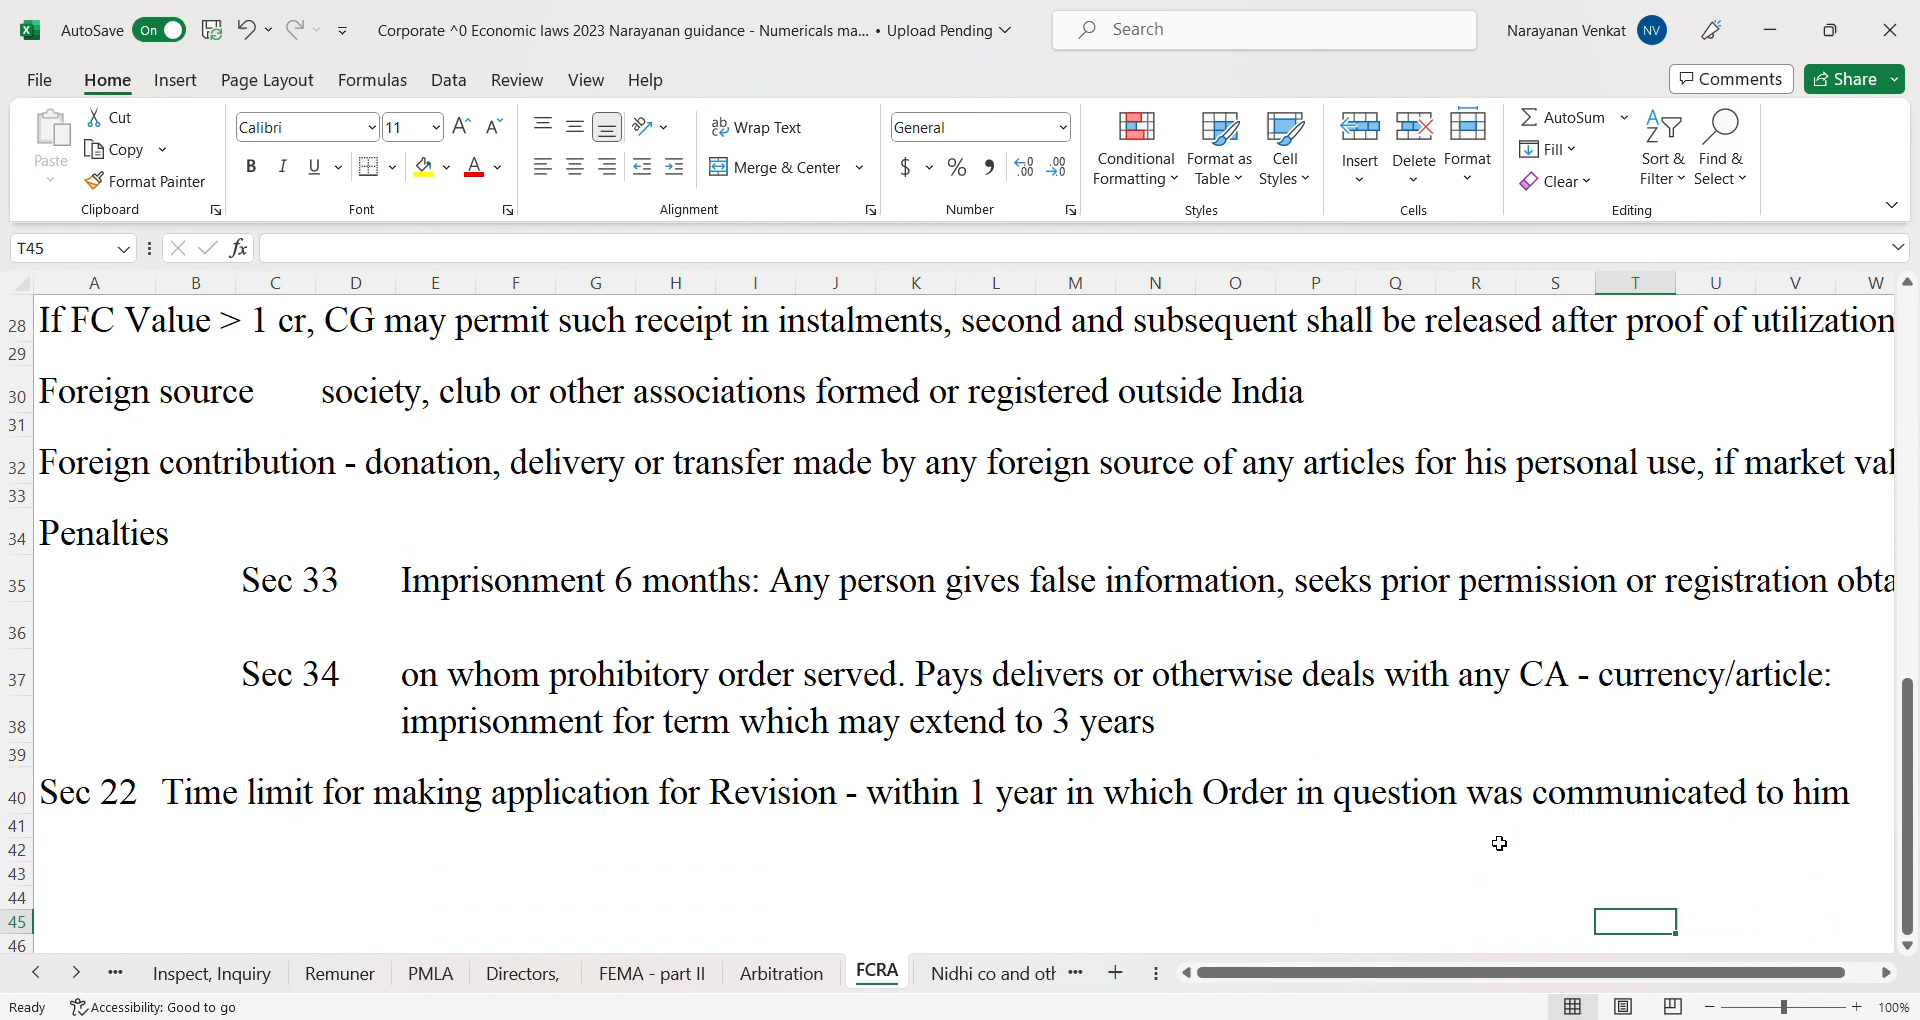 AutoSave On Corporate ^0 Economic laws 2023 Narayanan guidance - Numericals ma... • Upload Pending Search Narayanan Venkat NV
File Home Insert Page Layout Formulas Data Review View Help Comments Share
Paste Cut Copy Format Painter Clipboard
Calibri 11 B I U A Font
Wrap Text Merge & Center Alignment
General $ % Number
Conditional Formatting Format as Table Cell Styles Styles
Insert Delete Format Cells
AutoSum Fill Clear Sort & Filter Find & Select Editing
T45 fx
A B C D E F G H I J K L M N O P Q R S T U V W
28 If FC Value > 1 cr, CG may permit such receipt in instalments, second and subsequent shall be released after proof of utilization
29
30 Foreign source society, club or other associations formed or registered outside India
31
32 Foreign contribution - donation, delivery or transfer made by any foreign source of any articles for his personal use, if market val
33
34 Penalties
35 Sec 33 Imprisonment 6 months: Any person gives false information, seeks prior permission or registration obta
36
37 Sec 34 on whom prohibitory order served. Pays delivers or otherwise deals with any CA - currency/article:
38 imprisonment for term which may extend to 3 years
39
40 Sec 22 Time limit for making application for Revision - within 1 year in which Order in question was communicated to him
41
42
43
44
45
46
Inspect, Inquiry Remuner PMLA Directors, FEMA - part II Arbitration FCRA Nidhi co and oth
Ready Accessibility: Good to go 100%